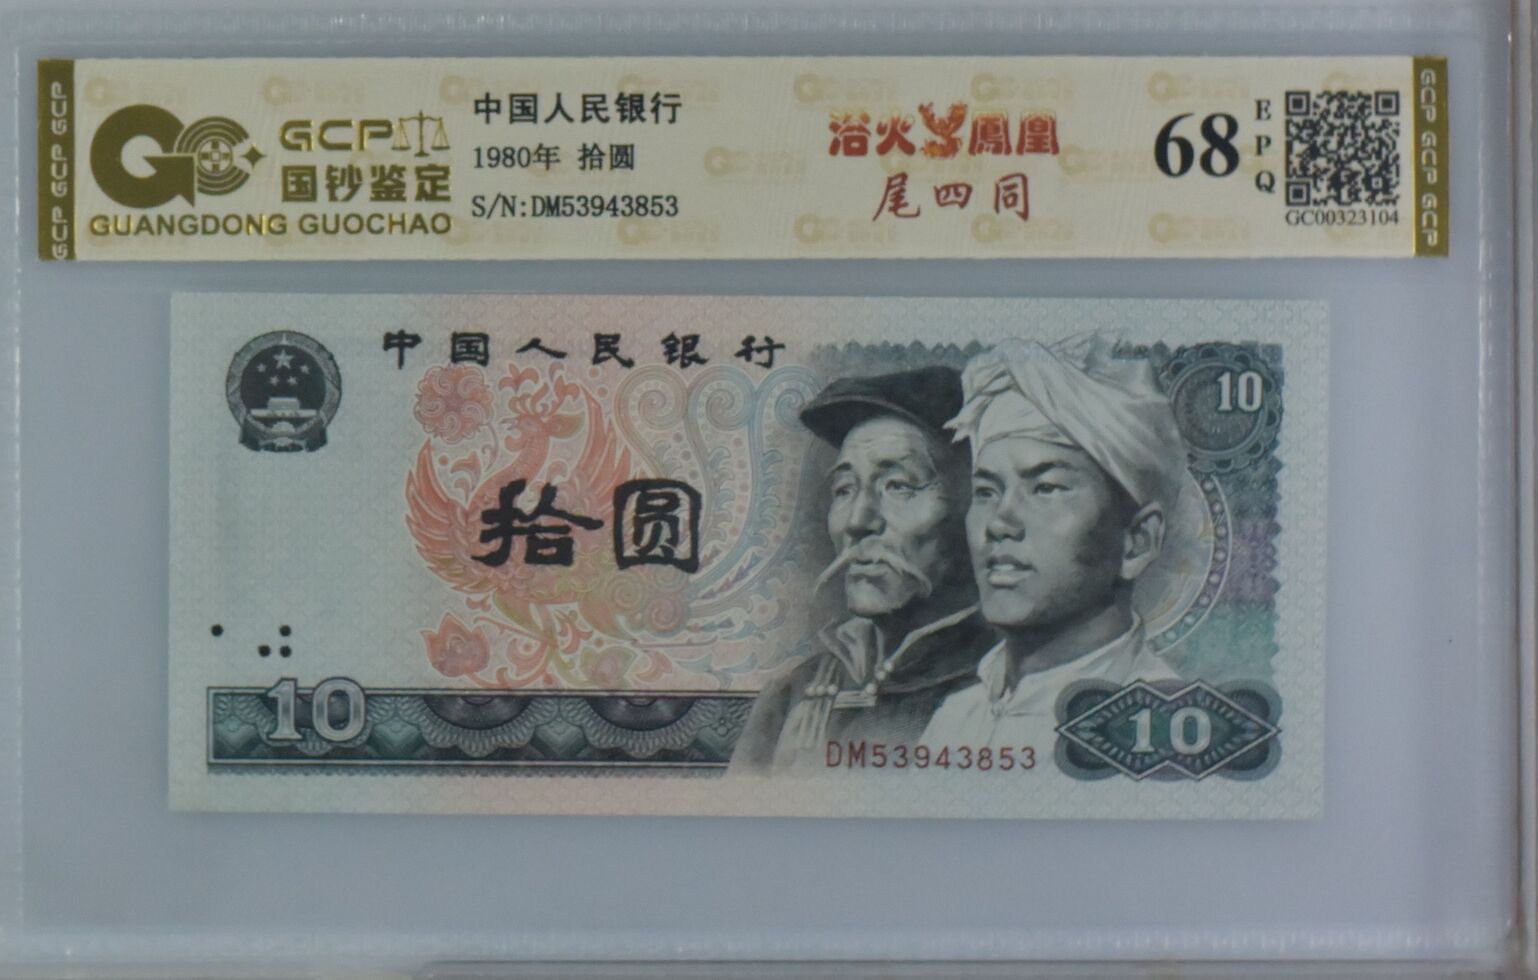 GCP GCP GCP
GCP
国钞鉴定
GUANGDONG GUOCHAO
中国人民银行
1980年 拾圆
S/N:DM53943853
浴火鳳凰
尾四同
68
EPQ
GC00323104
GCP GCP GCP
中国人民银行
10
拾圆
10
DM53943853
10